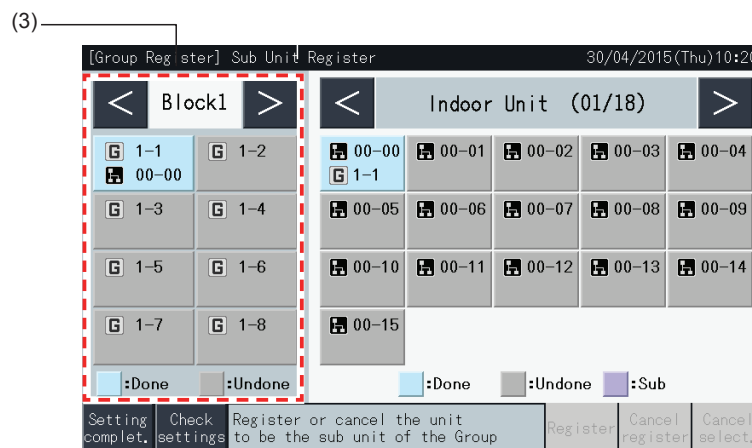 (3)
[Group Register] Sub Unit Register 30/04/2015(Thu)10:20
< Block1 > < Indoor Unit (01/18) >
G 1-1 G 1-2 00-00 00-01 00-02 00-03 00-04
00-00 G 1-1
G 1-3 G 1-4 00-05 00-06 00-07 00-08 00-09
G 1-5 G 1-6 00-10 00-11 00-12 00-13 00-14
G 1-7 G 1-8 00-15
:Done :Undone :Done :Undone :Sub
Setting Check Register or cancel the unit Cancel Cancel
complet. settings to be the sub unit of the Group Register register select.